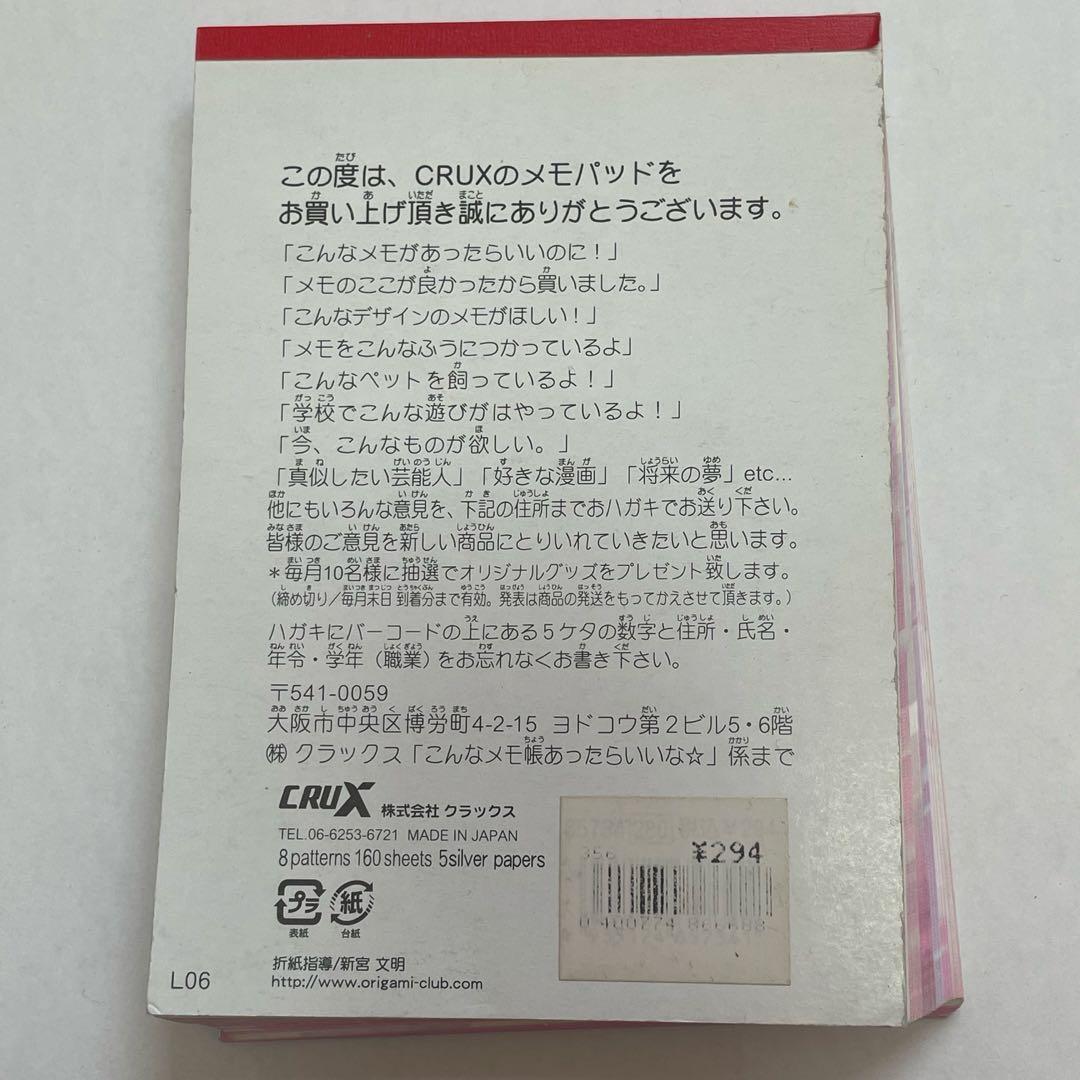 この度は、CRUXのメモパッドを
お買い上げ頂き誠にありがとうございます。
「こんなメモがあったらいいのに！」
「メモのここが良かったから買いました。」
「こんなデザインのメモがほしい！」
「メモをこんなふうにつかっているよ」
「こんなペットを飼っているよ！」
「学校でこんな遊びがはやっているよ！」
「今、こんなものが欲しい。」
「真似したい芸能人」「好きな漫画」「将来の夢」etc...
他にもいろんな意見を、下記の住所までおハガキでお送り下さい。
皆様のご意見を新しい商品にとりいれていきたいと思います。
＊毎月10名様に抽選でオリジナルグッズをプレゼント致します。
（締め切り／毎月末日到着分まで有効。発表は商品の発送をもってかえさせて頂きます。）
ハガキにバーコードの上にある５ケタの数字と住所・氏名・
年令・学年（職業）をお忘れなくお書き下さい。
〒541-0059
大阪市中央区博労町4-2-15 ヨドコウ第２ビル5・6階
㈱クラックス「こんなメモ帳あったらいいな☆」係まで
CRUX 株式会社 クラックス
TEL.06-6253-6721 MADE IN JAPAN
8patterns 160sheets 5silver papers
プラ 紙
表紙 台紙
356 ¥294
折紙指導/新宮 文明
http://www.origami-club.com
L06